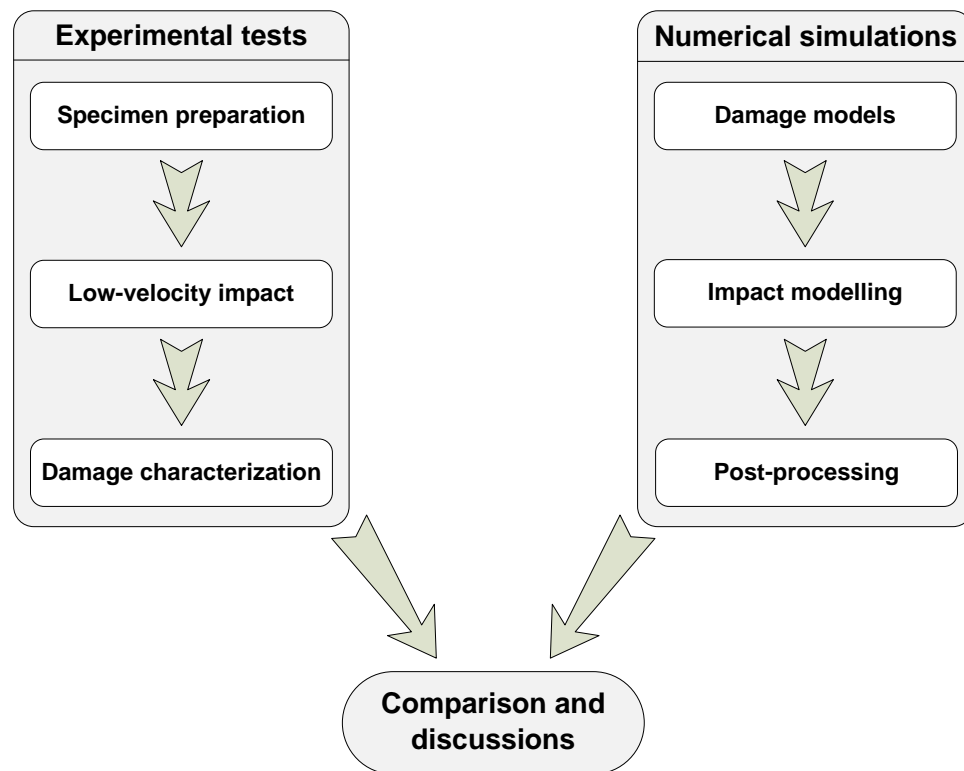 Experimental tests
Specimen preparation
Low-velocity impact
Damage characterization
Numerical simulations
Damage models
Impact modelling
Post-processing
Comparison and
discussions